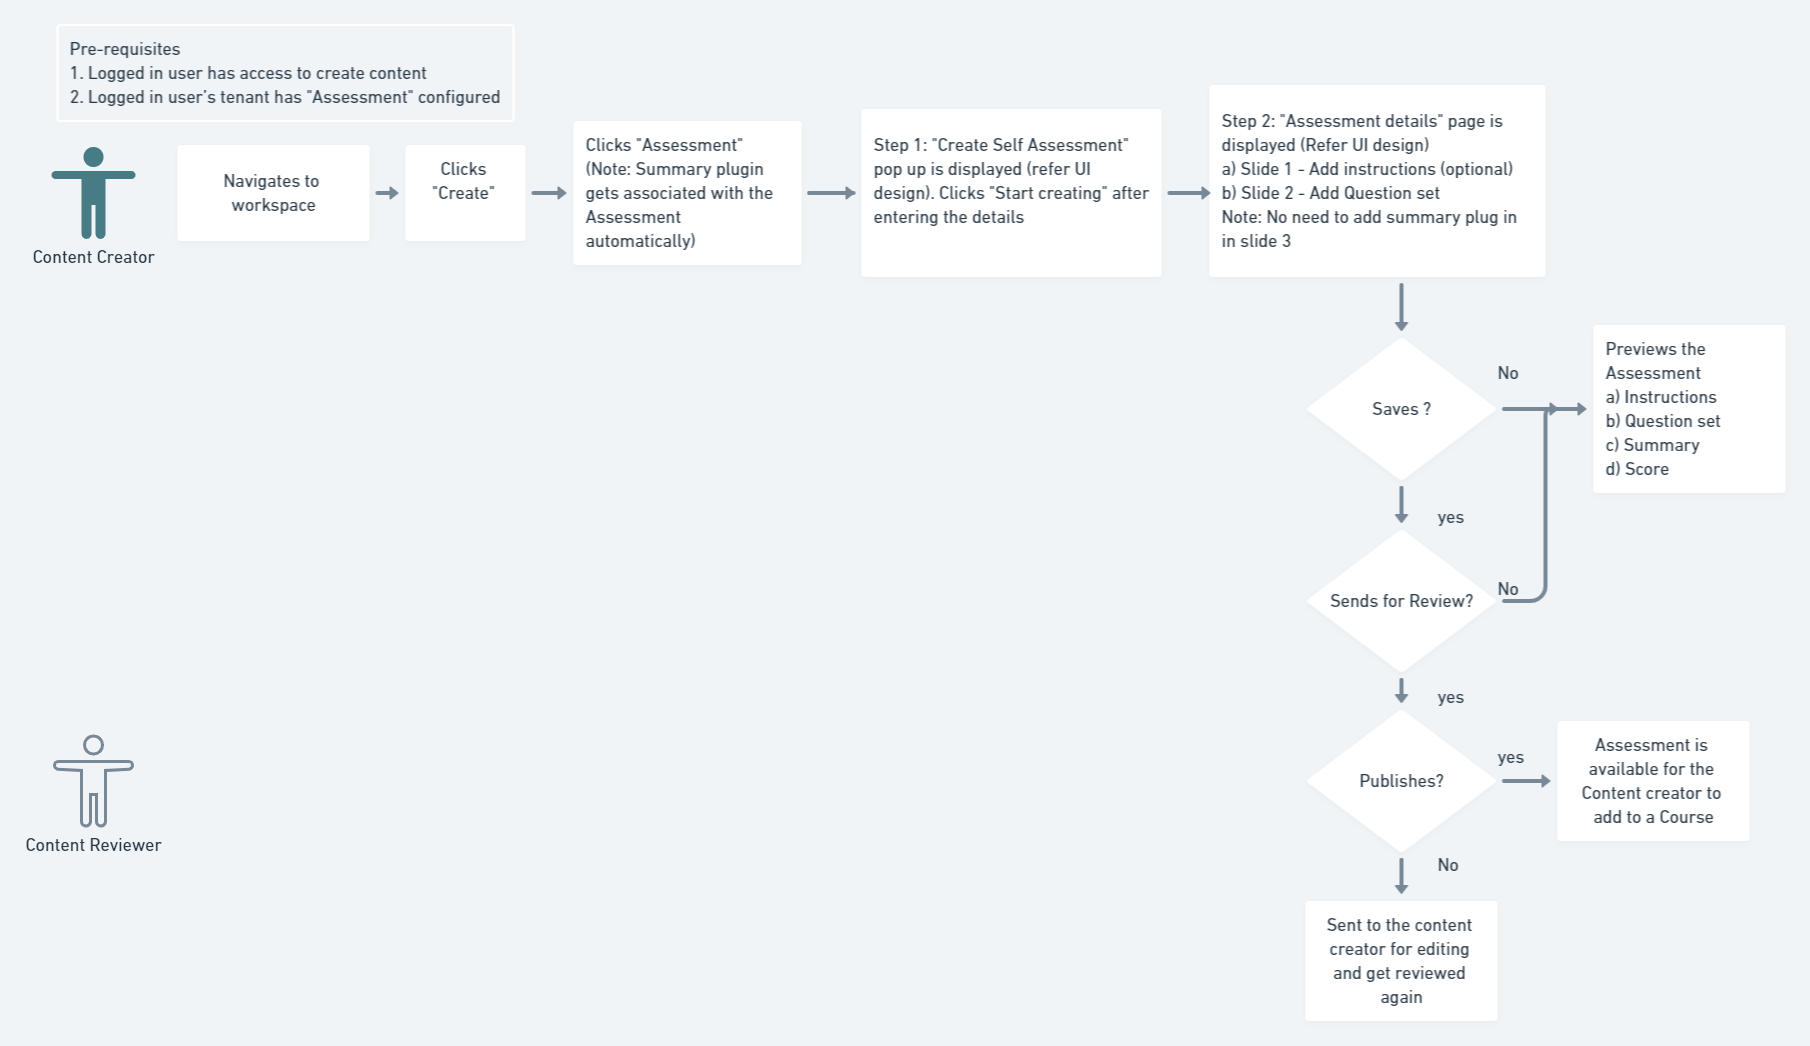 Pre-requisites
1. Logged in user has access to create content
2. Logged in user's tenant has "Assessment" configured
Content Creator
Navigates to
workspace
Clicks
"Create"
Clicks "Assessment"
(Note: Summary plugin
gets associated with the
Assessment
automatically)
Step 1: "Create Self Assessment"
pop up is displayed (refer UI
design). Clicks "Start creating" after
entering the details
Step 2: "Assessment details" page is
displayed (Refer UI design)
a) Slide 1 - Add instructions (optional)
b) Slide 2 - Add Question set
Note: No need to add summary plug in
in slide 3
Saves ?
No
Previews the
Assessment
a) Instructions
b) Question set
c) Summary
d) Score
yes
Sends for Review?
No
yes
Content Reviewer
Publishes?
yes
Assessment is
available for the
Content creator to
add to a Course
No
Sent to the content
creator for editing
and get reviewed
again